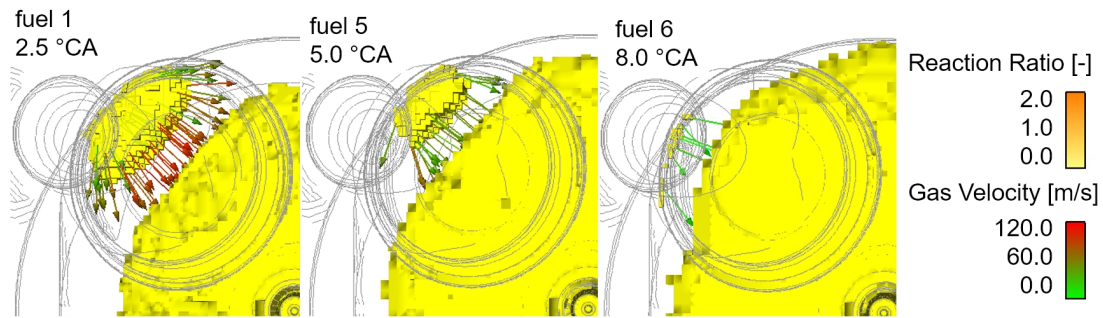 fuel 1
2.5 °CA
fuel 5
5.0 °CA
fuel 6
8.0 °CA
Reaction Ratio [-]
2.0
1.0
0.0
Gas Velocity [m/s]
120.0
60.0
0.0